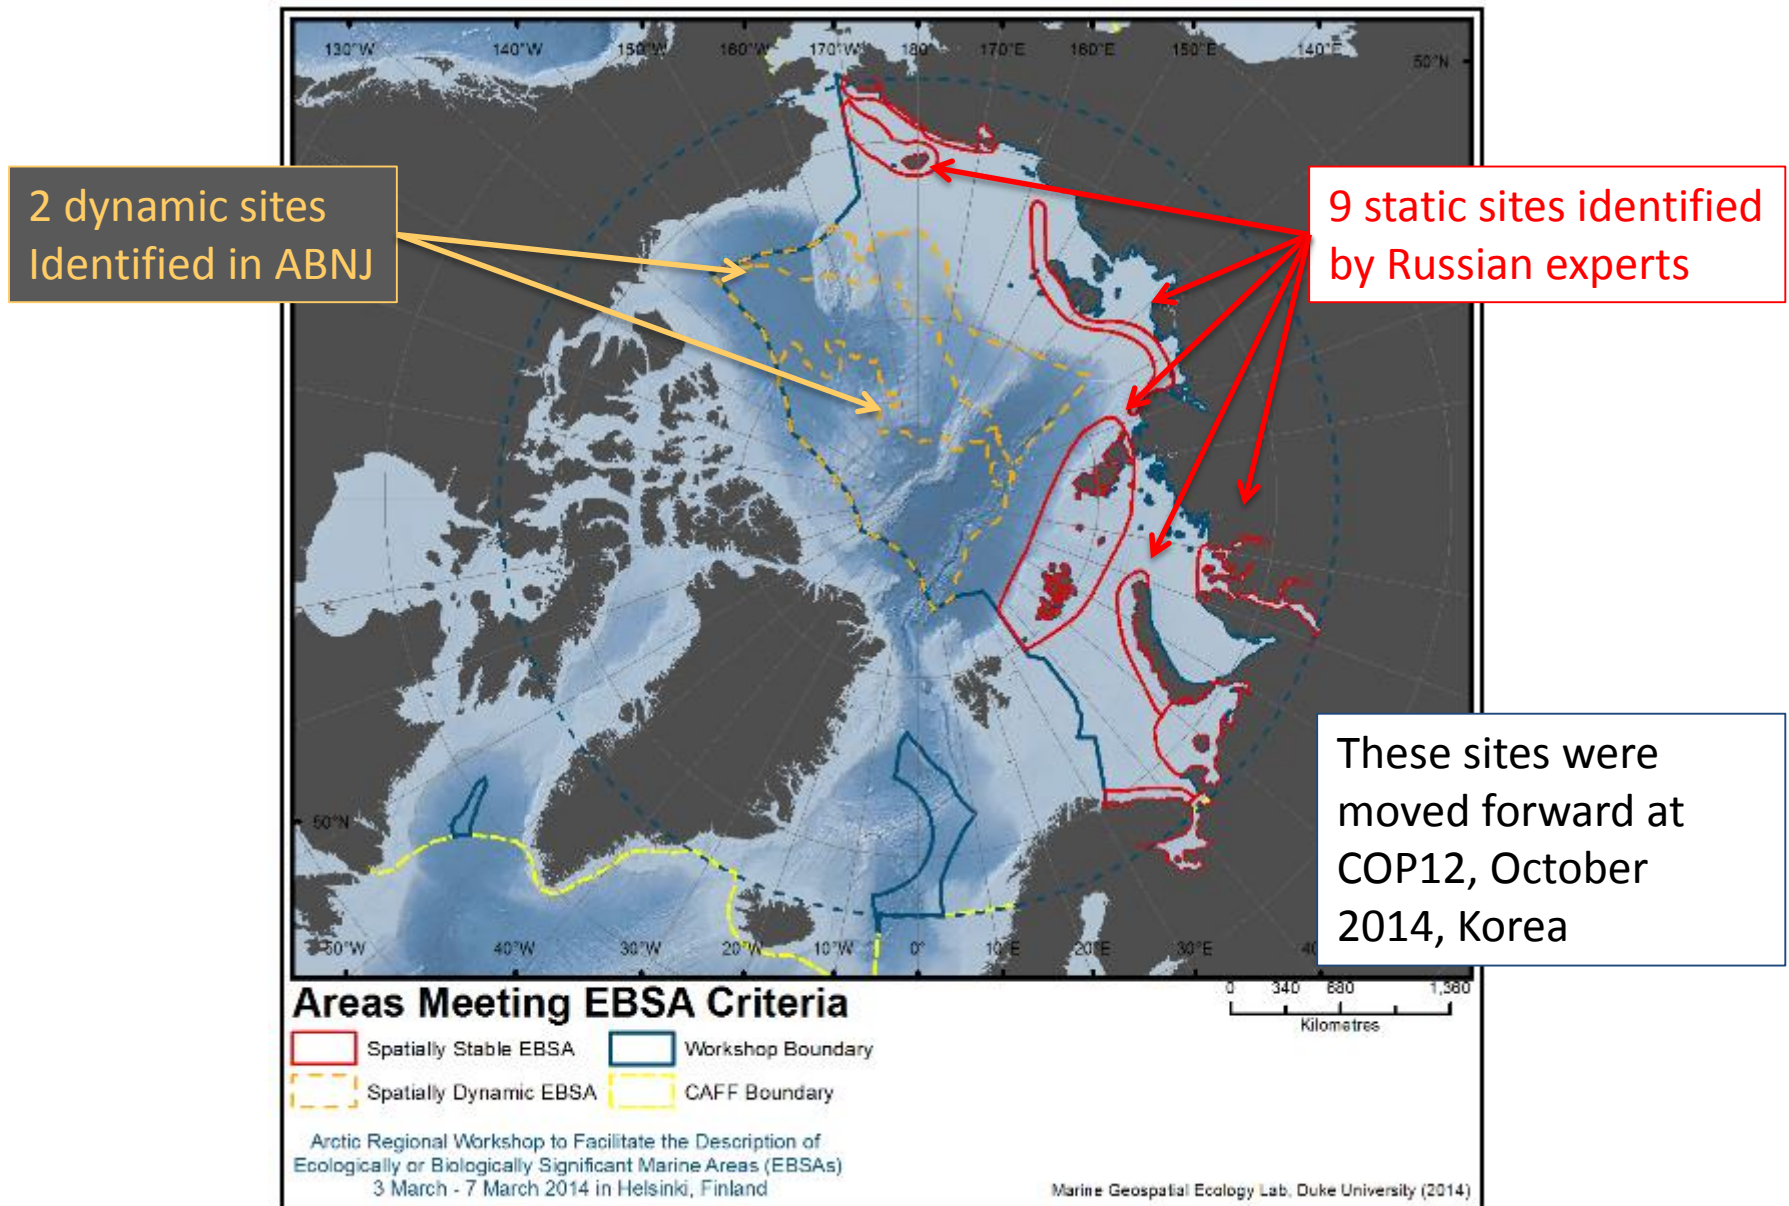 130°W 140°W 150°W 160°W 170°W 180° 170°E 160°E 150°E 140°E
50°N
2 dynamic sites
Identified in ABNJ
9 static sites identified
by Russian experts
These sites were
moved forward at
COP12, October
2014, Korea
50°N
50°W 40°W 30°W 20°W 10°W 0° 10°E 20°E 30°E
Areas Meeting EBSA Criteria
0 340 680 1,360
Kilometres
Spatially Stable EBSA Workshop Boundary
Spatially Dynamic EBSA CAFF Boundary
Arctic Regional Workshop to Facilitate the Description of
Ecologically or Biologically Significant Marine Areas (EBSAs)
3 March - 7 March 2014 in Helsinki, Finland
Marine Geospatial Ecology Lab, Duke University (2014)